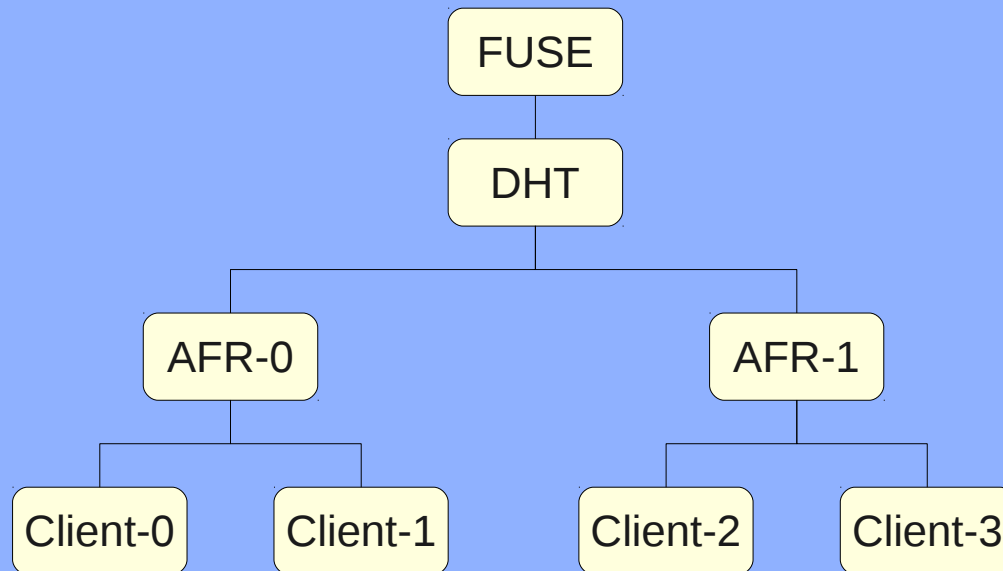 FUSE
DHT
AFR-0
AFR-1
Client-0
Client-1
Client-2
Client-3